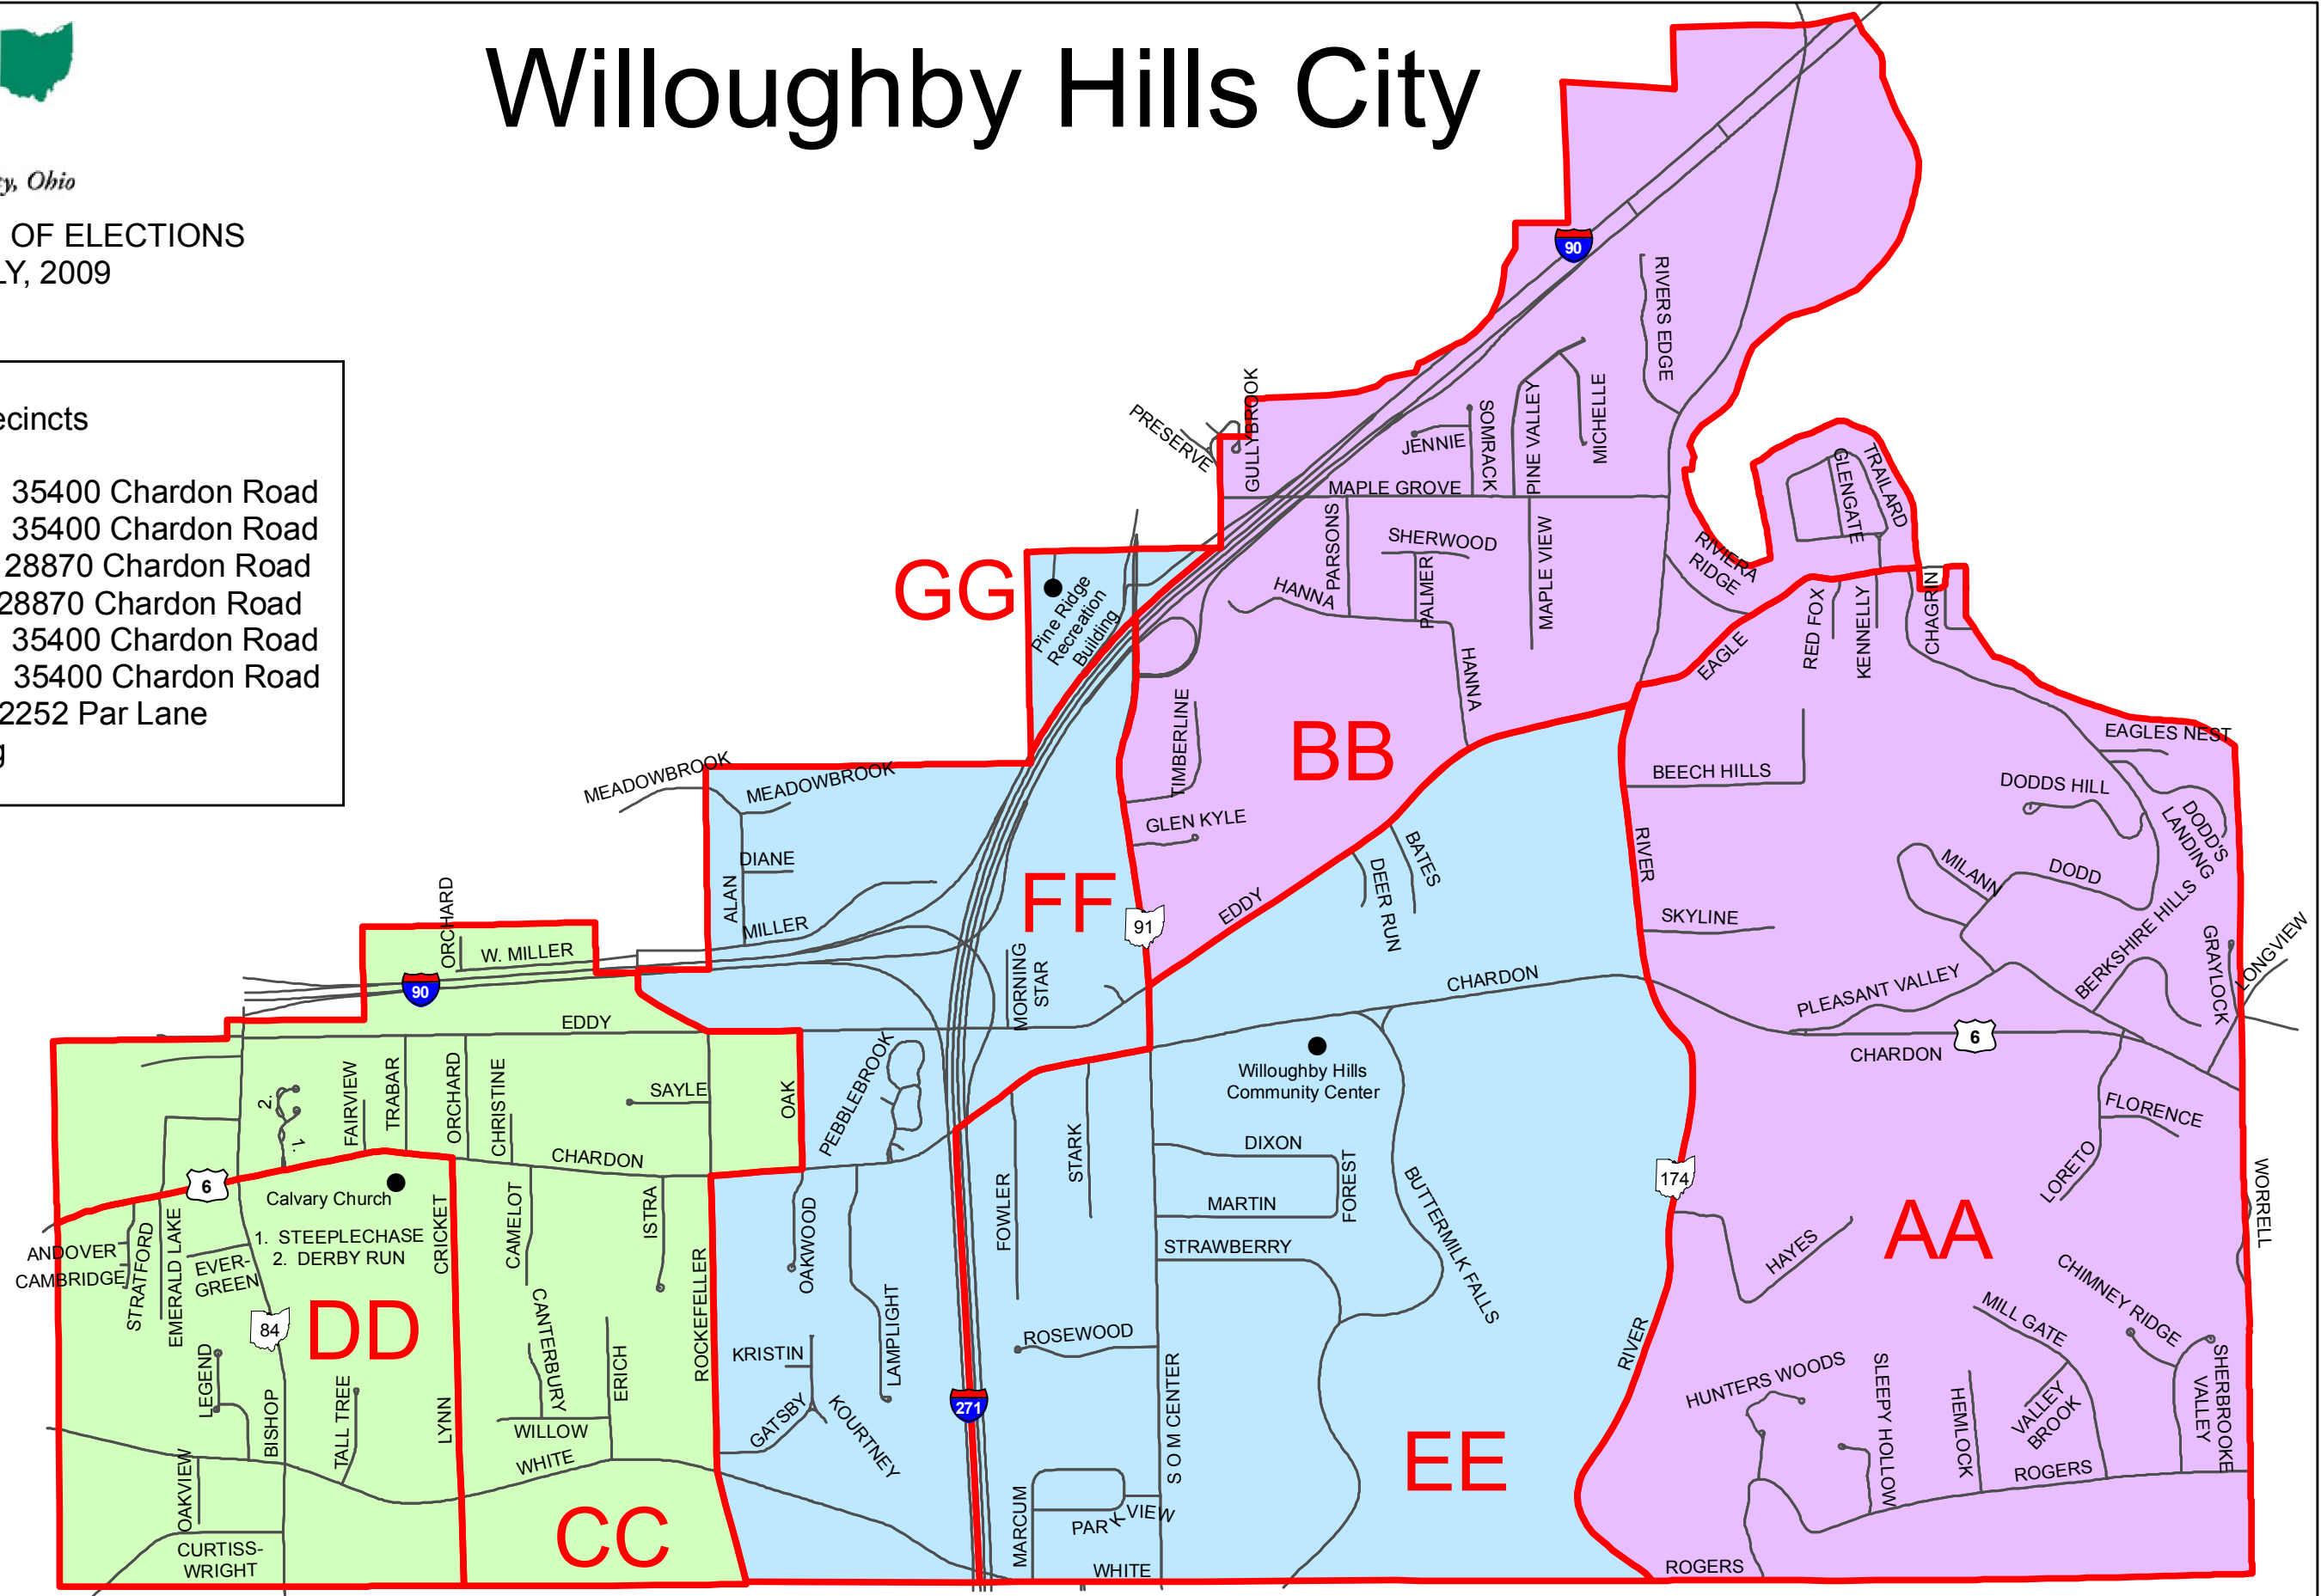 Willoughby Hills City
ty, Ohio
OF ELECTIONS
LY, 2009
ecincts
35400 Chardon Road
35400 Chardon Road
28870 Chardon Road
28870 Chardon Road
35400 Chardon Road
35400 Chardon Road
2252 Par Lane
g
90
RIVERS EDGE
GULLYBROOK
PRESERVE
JENNIE
SOMRACK
PINE VALLEY
MICHELLE
MAPLE GROVE
PARSONS
SHERWOOD
PALMER
MAPLE VIEW
HANNA
HANNA
GLENGATE
TRAILARD
RIVIERA
RIDGE
EAGLE
RED FOX
KENNELLY
CHAGRIN
GG
Pine Ridge
Recreation
Building
TIMBERLINE
BB
GLEN KYLE
EAGLES NEST
BEECH HILLS
DODDS HILL
DODD'S
LANDING
MEADOWBROOK
MEADOWBROOK
DIANE
ALAN
MILLER
FF
91
EDDY
BATES
DEER RUN
RIVER
MILANN
DODD
SKYLINE
BERKSHIRE HILLS
GRAYLOCK
LONGVIEW
ORCHARD
W. MILLER
90
MORNING
STAR
CHARDON
PLEASANT VALLEY
6
CHARDON
EDDY
FAIRVIEW
TRABAR
ORCHARD
CHRISTINE
SAYLE
OAK
PEBBLEBROOK
Willoughby Hills
Community Center
2.
1.
CHARDON
STARK
DIXON
FOREST
MARTIN
STRAWBERRY
BUTTERMILK FALLS
FLORENCE
LORETO
WORRELL
174
6
Calvary Church
1. STEEPLECHASE
2. DERBY RUN
ANDOVER
CAMBRIDGE
STRATFORD
EMERALD LAKE
EVER-
GREEN
CRICKET
CAMELOT
ISTRA
OAKWOOD
FOWLER
HAYES
AA
84
DD
CANTERBURY
ERICH
ROCKEFELLER
KRISTIN
LAMPLIGHT
ROSEWOOD
RIVER
CHIMNEY RIDGE
MILL GATE
LEGEND
BISHOP
TALL TREE
LYNN
WILLOW
WHITE
GATSBY
KOURTNEY
271
S O M CENTER
HUNTERS WOODS
SLEEPY HOLLOW
HEMLOCK
VALLEY
BROOK
SHERBROOKE
VALLEY
ROGERS
EE
OAKVIEW
CURTISS-
WRIGHT
CC
MARCUM
PARK VIEW
WHITE
ROGERS